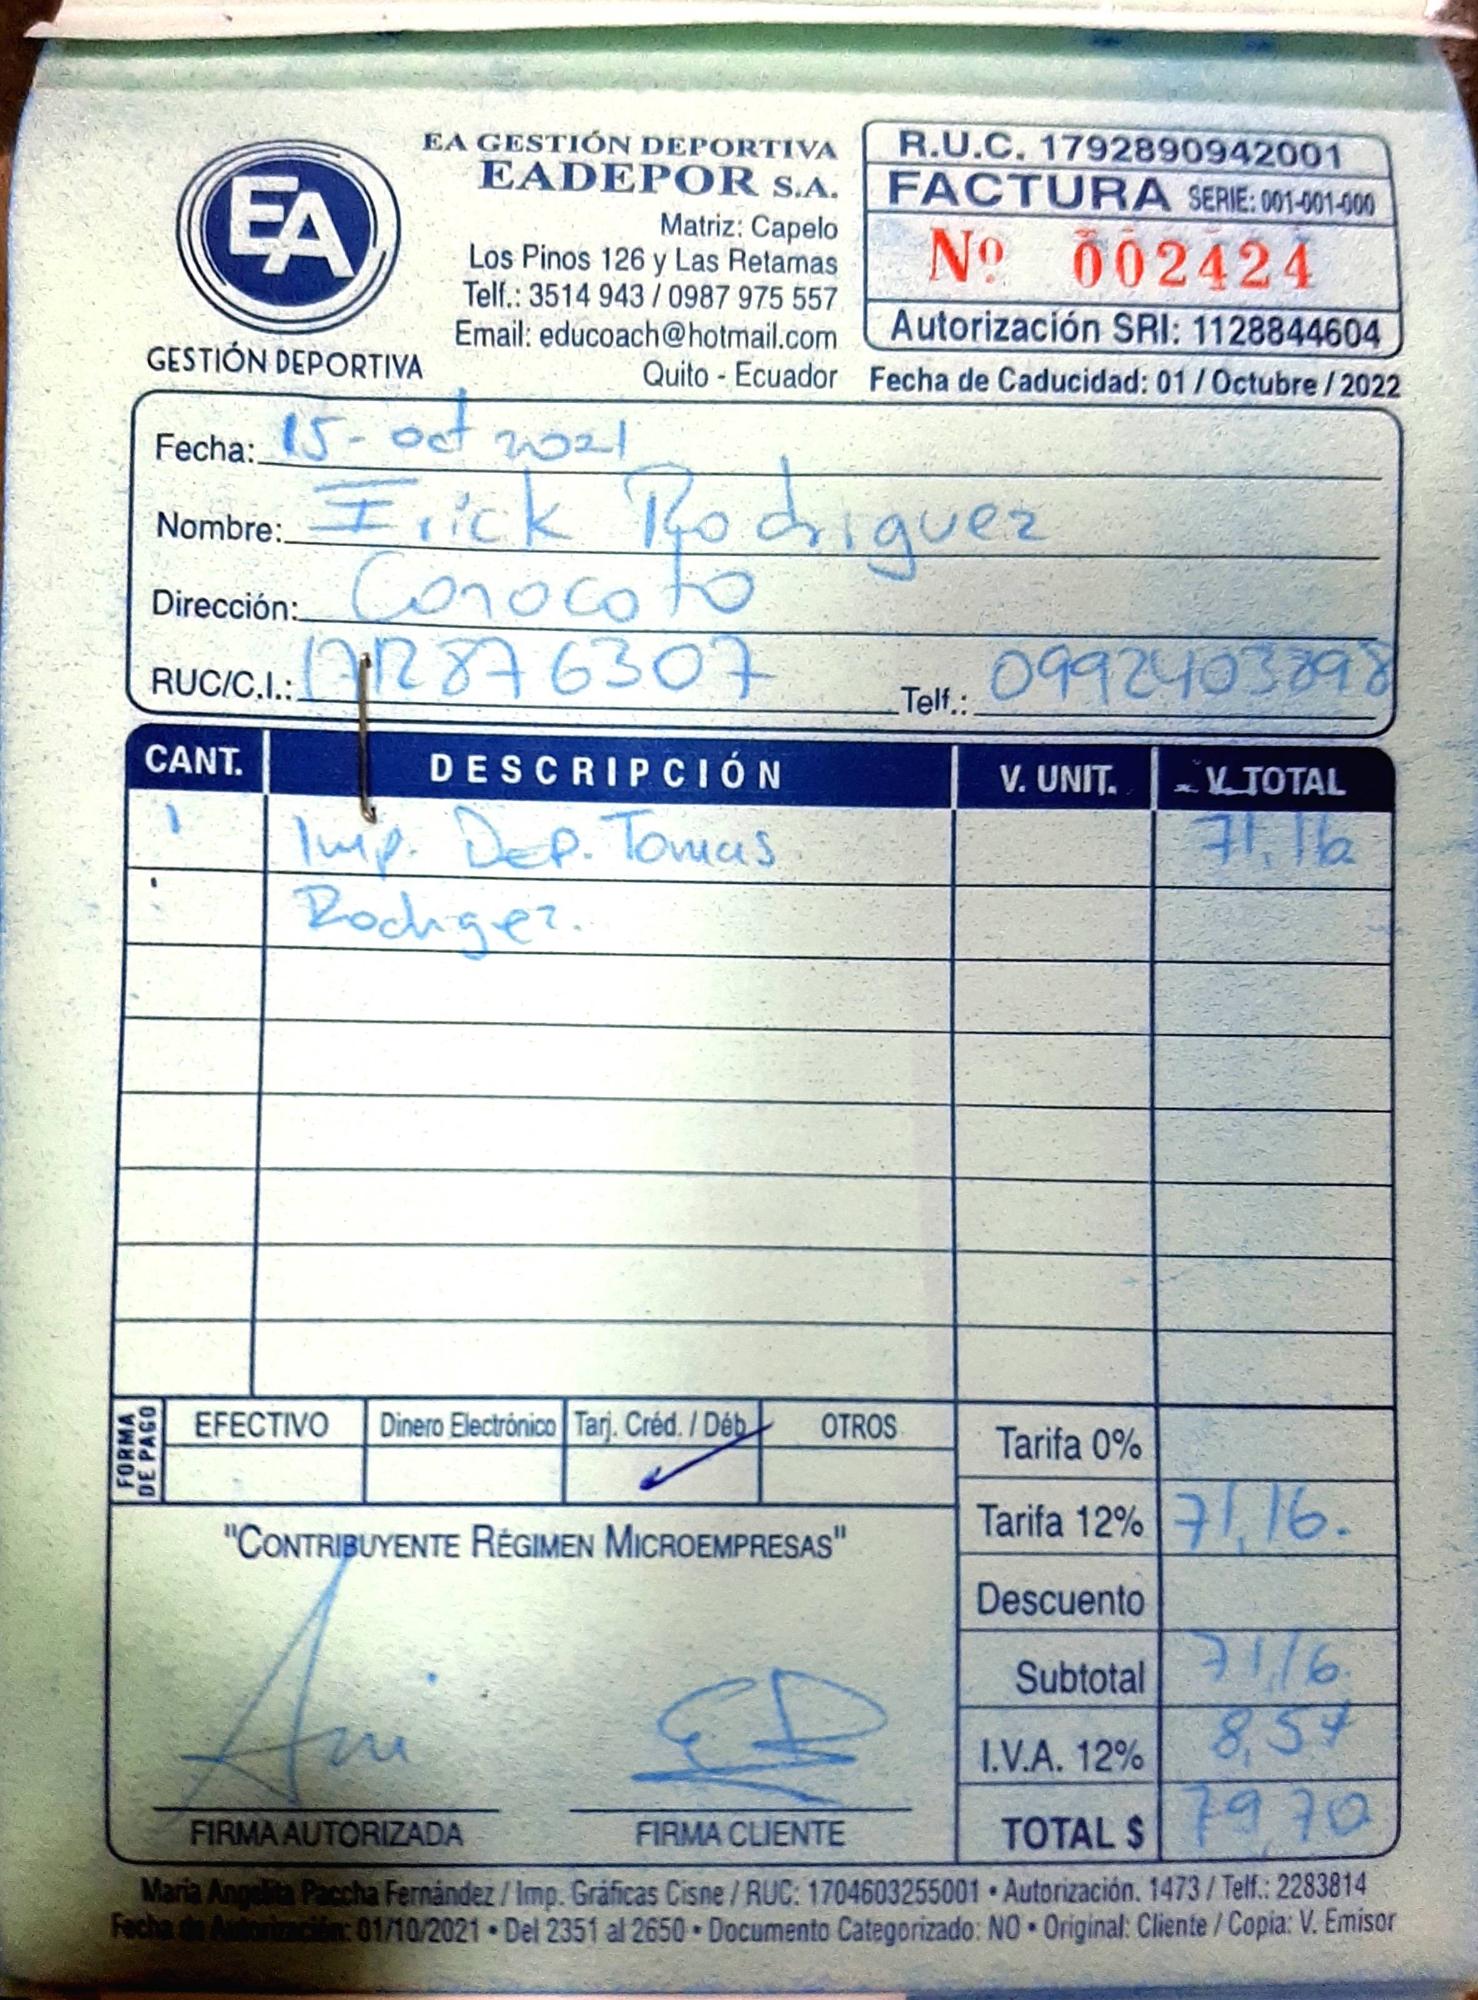 EA
GESTIÓN DEPORTIVA
EA GESTIÓN DEPORTIVA
EADEPOR S.A.
Matriz: Capelo
Los Pinos 126 y Las Retamas
Telf.: 3514 943 / 0987 975 557
Email: educoach@hotmail.com
Quito - Ecuador
R.U.C. 1792890942001
FACTURA SERIE: 001-001-000
Nº 002424
Autorización SRI: 1128844604
Fecha de Caducidad: 01 / Octubre / 2022
Fecha: 15-oct 2021
Nombre: Erick Rodriguez
Dirección: Conocoto
RUC/C.I.: 1712876307 Telf.: 0992403898
CANT. DESCRIPCIÓN V. UNIT. V. TOTAL
1 Imp. Dep. Tomas 71,16
Rodrigez.
FORMA DE PAGO
EFECTIVO Dinero Electrónico Tarj. Créd. / Déb. OTROS
Tarifa 0%
Tarifa 12% 71,16.
Descuento
Subtotal 71,16
I.V.A. 12% 8,54
TOTAL $ 79,70
"CONTRIBUYENTE RÉGIMEN MICROEMPRESAS"
FIRMA AUTORIZADA FIRMA CLIENTE
María Angelita Paccha Fernández / Imp. Gráficas Cisne / RUC: 1704603255001 • Autorización. 1473 / Telf.: 2283814
Fecha de Autorización: 01/10/2021 • Del 2351 al 2650 • Documento Categorizado: NO • Original: Cliente / Copia: V. Emisor